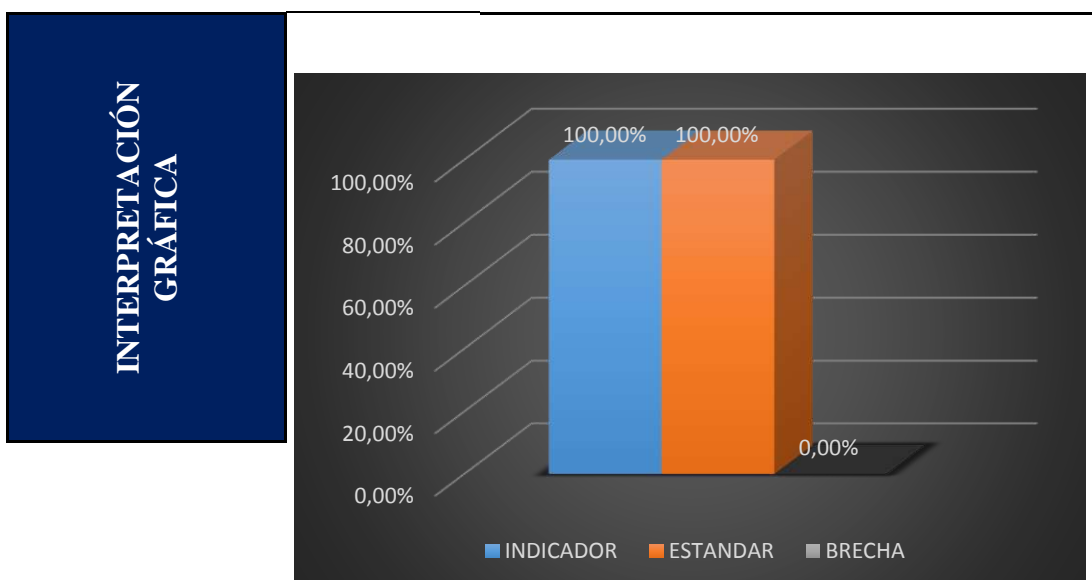 INTERPRETACIÓN
GRÁFICA
100,00% 100,00%
100,00%
80,00%
60,00%
40,00%
20,00%
0,00%
0,00%
INDICADOR ESTANDAR BRECHA